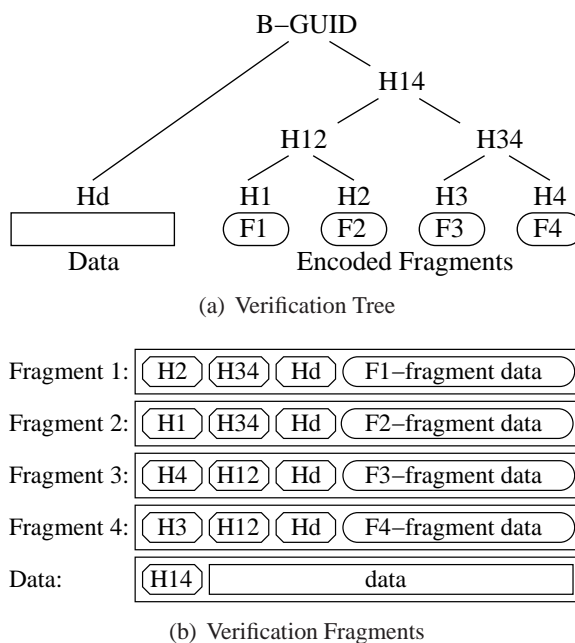 B−GUID
H14
H12 H34
Hd H1 H2 H3 H4
F1 F2 F3 F4
Data Encoded Fragments
(a) Verification Tree
Fragment 1: H2 H34 Hd F1−fragment data
Fragment 2: H1 H34 Hd F2−fragment data
Fragment 3: H4 H12 Hd F3−fragment data
Fragment 4: H3 H12 Hd F4−fragment data
Data: H14 data
(b) Verification Fragments